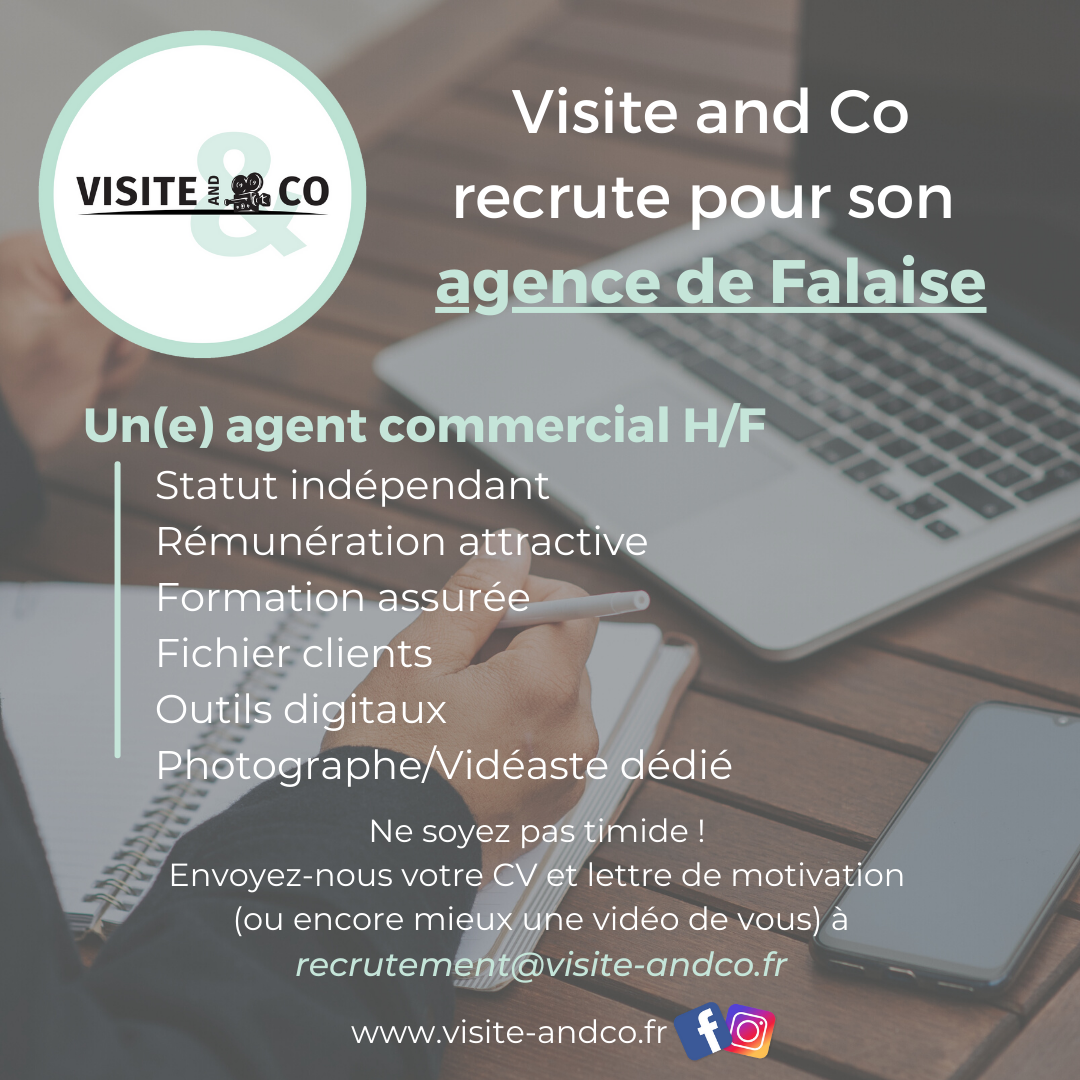 VISITE AND CO
&
Visite and Co
recrute pour son
agence de Falaise
Un(e) agent commercial H/F
Statut indépendant
Rémunération attractive
Formation assurée
Fichier clients
Outils digitaux
Photographe/Vidéaste dédié
Ne soyez pas timide !
Envoyez-nous votre CV et lettre de motivation
(ou encore mieux une vidéo de vous) à
recrutement@visite-andco.fr
www.visite-andco.fr